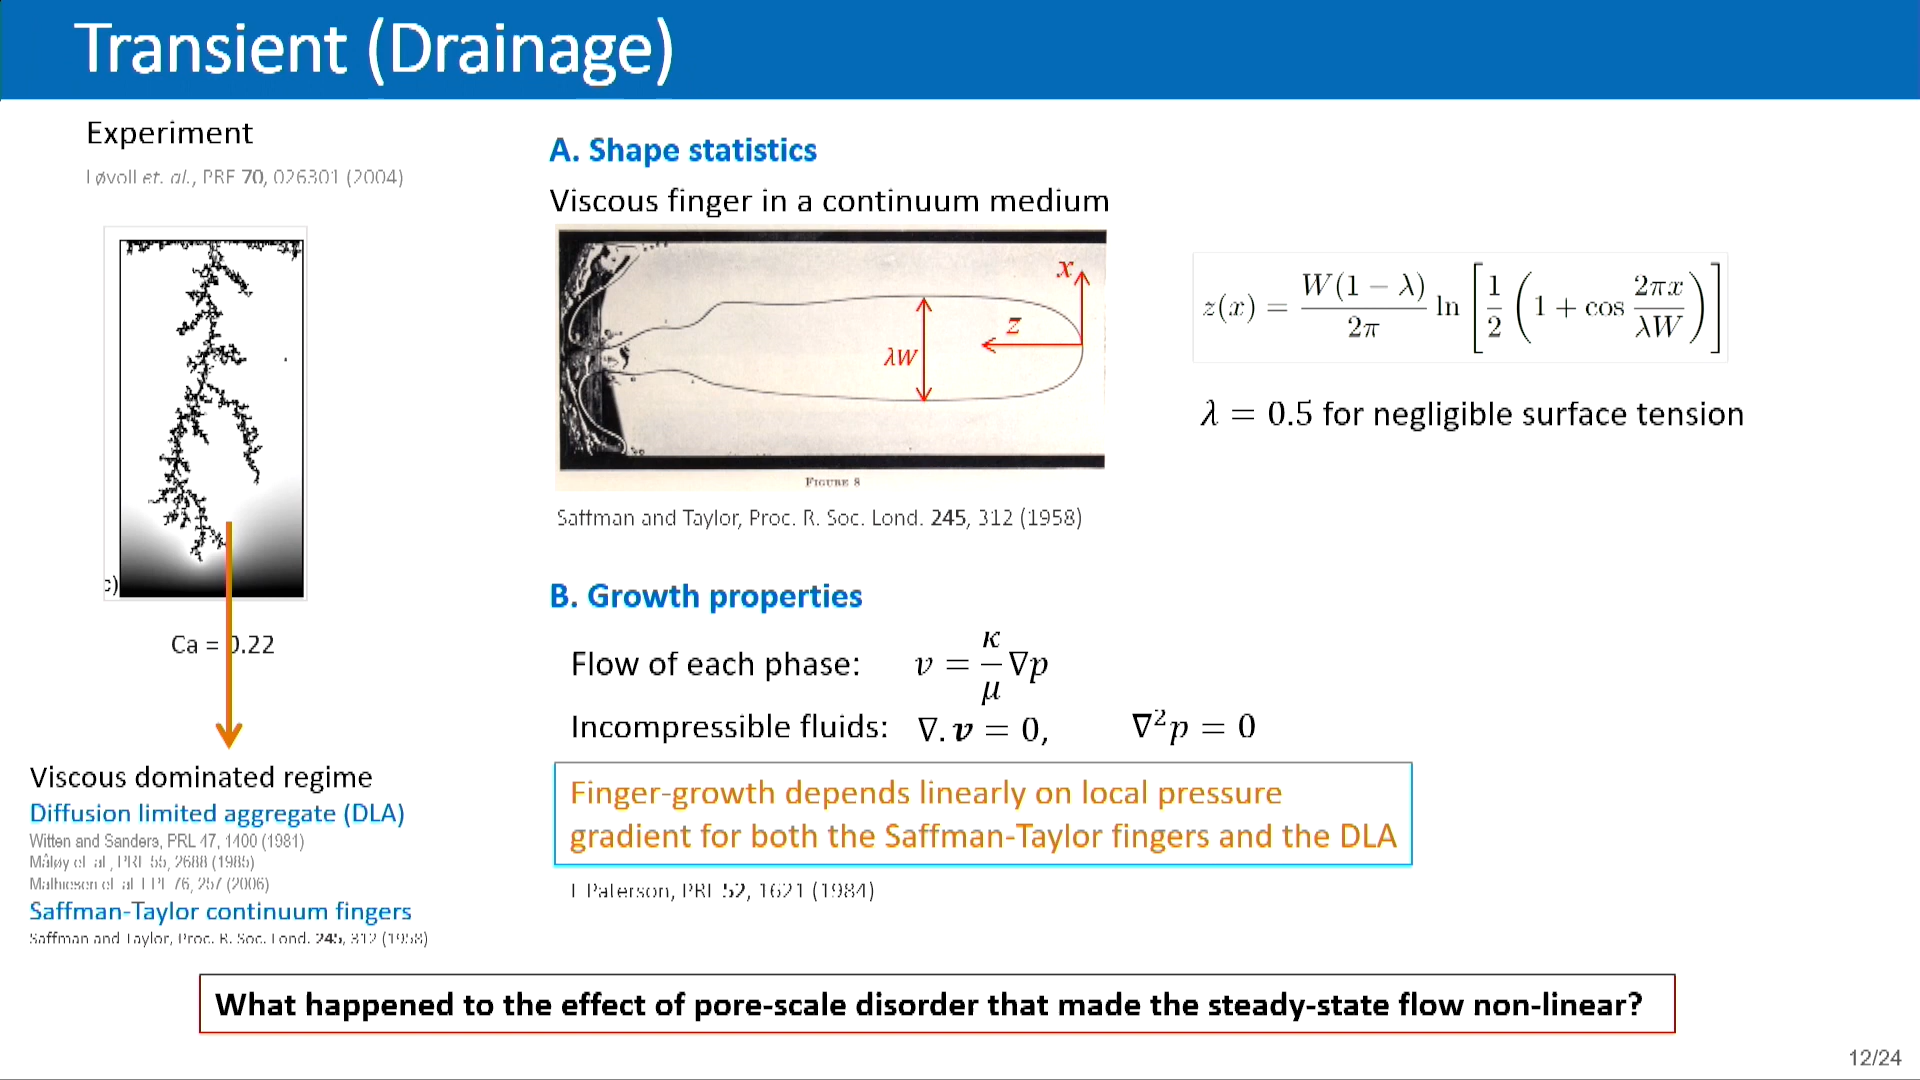 Transient (Drainage)
Experiment
Løvoll et. al., PRE 70, 026301 (2004)
c)
Ca = 0.22
Viscous dominated regime
Diffusion limited aggregate (DLA)
Witten and Sanders, PRL 47, 1400 (1981)
Måløy et al., PRL 55, 2688 (1985)
Mathiesen et al. EPL 76, 257 (2006)
Saffman-Taylor continuum fingers
Saffman and Taylor, Proc. R. Soc. Lond. 245, 312 (1958)
A. Shape statistics
Viscous finger in a continuum medium
x
z
λW
FIGURE 8
Saffman and Taylor, Proc. R. Soc. Lond. 245, 312 (1958)
z(x) = W(1 − λ)/2π ln [1/2 (1 + cos 2πx/λW)]
λ = 0.5 for negligible surface tension
B. Growth properties
Flow of each phase: v = κ/μ ∇p
Incompressible fluids: ∇. v = 0, ∇²p = 0
Finger-growth depends linearly on local pressure
gradient for both the Saffman-Taylor fingers and the DLA
L Paterson, PRL 52, 1621 (1984)
What happened to the effect of pore-scale disorder that made the steady-state flow non-linear?
12/24